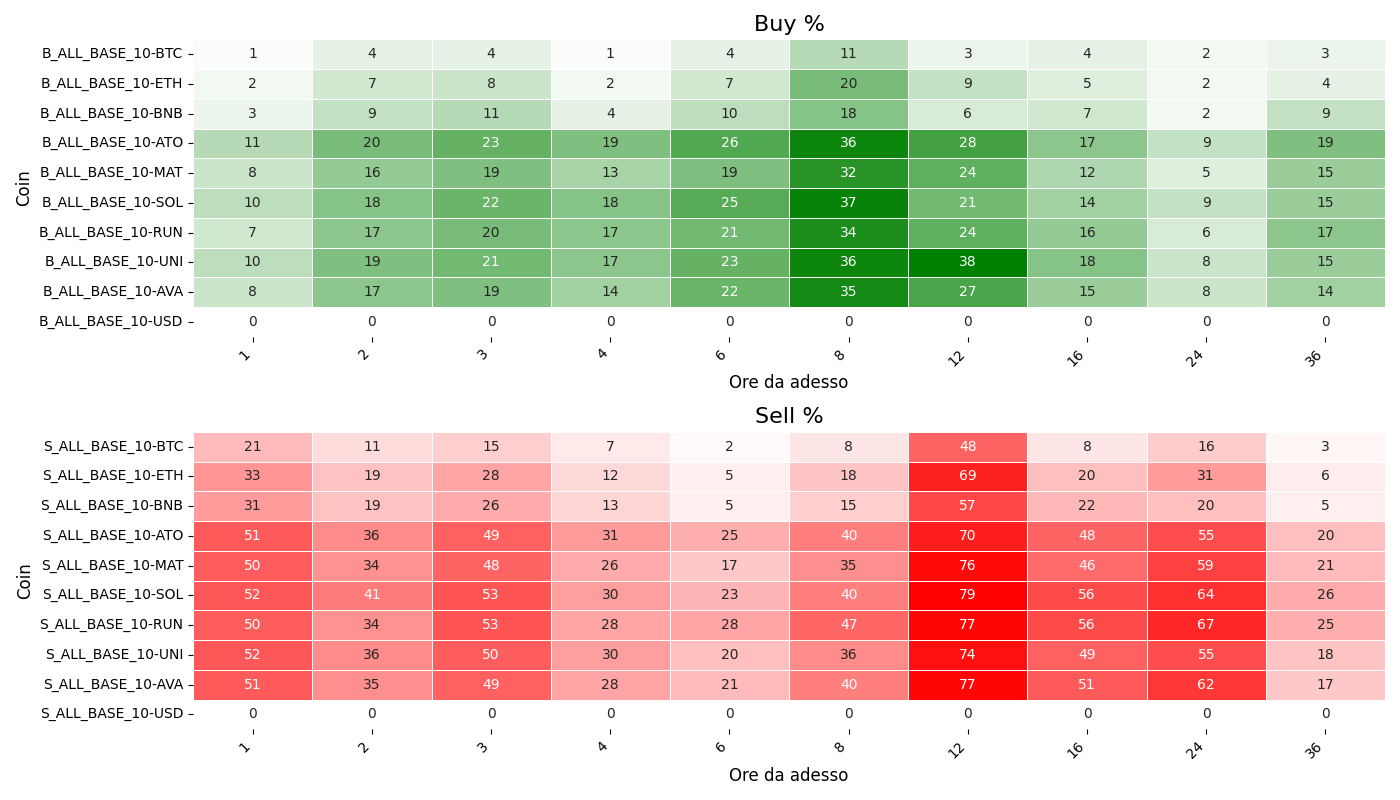 Buy %
Coin
B_ALL_BASE_10-BTC 1 4 4 1 4 11 3 4 2 3
B_ALL_BASE_10-ETH 2 7 8 2 7 20 9 5 2 4
B_ALL_BASE_10-BNB 3 9 11 4 10 18 6 7 2 9
B_ALL_BASE_10-ATO 11 20 23 19 26 36 28 17 9 19
B_ALL_BASE_10-MAT 8 16 19 13 19 32 24 12 5 15
B_ALL_BASE_10-SOL 10 18 22 18 25 37 21 14 9 15
B_ALL_BASE_10-RUN 7 17 20 17 21 34 24 16 6 17
B_ALL_BASE_10-UNI 10 19 21 17 23 36 38 18 8 15
B_ALL_BASE_10-AVA 8 17 19 14 22 35 27 15 8 14
B_ALL_BASE_10-USD 0 0 0 0 0 0 0 0 0 0
1 2 3 4 6 8 12 16 24 36
Ore da adesso
Sell %
Coin
S_ALL_BASE_10-BTC 21 11 15 7 2 8 48 8 16 3
S_ALL_BASE_10-ETH 33 19 28 12 5 18 69 20 31 6
S_ALL_BASE_10-BNB 31 19 26 13 5 15 57 22 20 5
S_ALL_BASE_10-ATO 51 36 49 31 25 40 70 48 55 20
S_ALL_BASE_10-MAT 50 34 48 26 17 35 76 46 59 21
S_ALL_BASE_10-SOL 52 41 53 30 23 40 79 56 64 26
S_ALL_BASE_10-RUN 50 34 53 28 28 47 77 56 67 25
S_ALL_BASE_10-UNI 52 36 50 30 20 36 74 49 55 18
S_ALL_BASE_10-AVA 51 35 49 28 21 40 77 51 62 17
S_ALL_BASE_10-USD 0 0 0 0 0 0 0 0 0 0
1 2 3 4 6 8 12 16 24 36
Ore da adesso